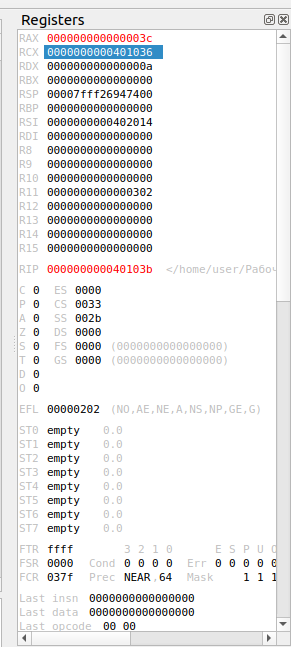 Registers
RAX 000000000000003c
RCX 0000000000401036
RDX 000000000000000a
RBX 0000000000000000
RSP 00007fff26947400
RBP 0000000000000000
RSI 0000000000402014
RDI 0000000000000000
R8 0000000000000000
R9 0000000000000000
R10 0000000000000000
R11 0000000000000302
R12 0000000000000000
R13 0000000000000000
R14 0000000000000000
R15 0000000000000000
RIP 000000000040103b </home/user/Рабоч
C 0 ES 0000
P 0 CS 0033
A 0 SS 002b
Z 0 DS 0000
S 0 FS 0000 (0000000000000000)
T 0 GS 0000 (0000000000000000)
D 0
O 0
EFL 00000202 (NO,AE,NE,A,NS,NP,GE,G)
ST0 empty 0.0
ST1 empty 0.0
ST2 empty 0.0
ST3 empty 0.0
ST4 empty 0.0
ST5 empty 0.0
ST6 empty 0.0
ST7 empty 0.0
FTR ffff 3 2 1 0 E S P U O
FSR 0000 Cond 0 0 0 0 Err 0 0 0 0 0
FCR 037f Prec NEAR,64 Mask 1 1 1
Last insn 0000000000000000
Last data 0000000000000000
Last opcode 00 00